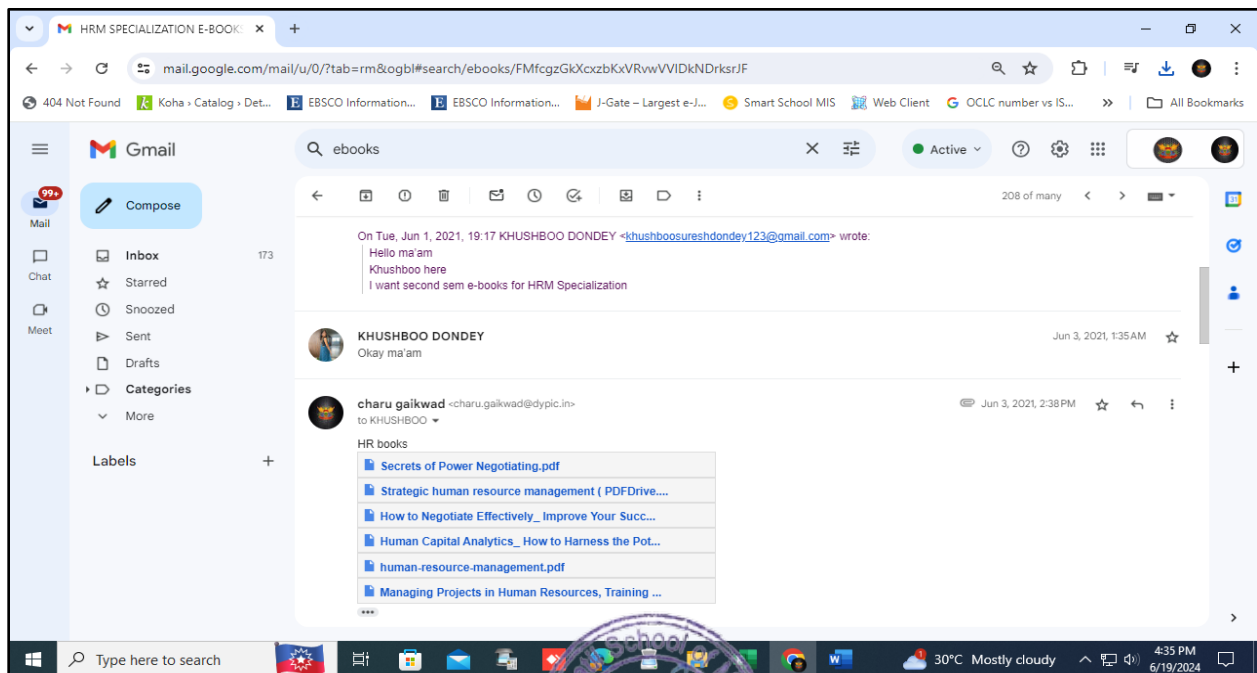 HRM SPECIALIZATION E-BOOKS
mail.google.com/mail/u/0/?tab=rm&ogbl#search/ebooks/FMfcgzGkXcxzbKxVRvwVVIDkNDrksrJF
404 Not Found Koha › Catalog › Det... EBSCO Information... EBSCO Information... J-Gate – Largest e-J... Smart School MIS Web Client OCLC number vs IS... » All Bookmarks
Gmail ebooks Active
99+
Mail
Chat
Meet
Compose
Inbox 173
Starred
Snoozed
Sent
Drafts
Categories
More
Labels
208 of many
On Tue, Jun 1, 2021, 19:17 KHUSHBOO DONDEY <khushboosureshdondey123@gmail.com> wrote:
Hello ma'am
Khushboo here
I want second sem e-books for HRM Specialization
KHUSHBOO DONDEY Jun 3, 2021, 1:35 AM
Okay ma'am
charu gaikwad <charu.gaikwad@dypic.in> Jun 3, 2021, 2:38 PM
to KHUSHBOO
HR books
Secrets of Power Negotiating.pdf
Strategic human resource management ( PDFDrive....
How to Negotiate Effectively_ Improve Your Succ...
Human Capital Analytics_ How to Harness the Pot...
human-resource-management.pdf
Managing Projects in Human Resources, Training ...
31
School
Type here to search 30°C Mostly cloudy 4:35 PM
6/19/2024